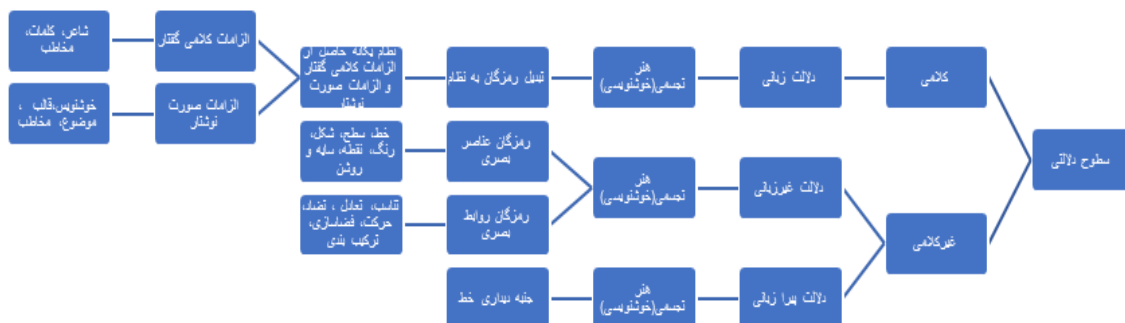 سطوح دلالتی
کلامی
دلالت زبانی
هنر
تجسمی(خوشنویسی)
تبدیل رمزگان به نظام
نظام یگانه حاصل از
الزامات کلامی گفتار
و الزامات صورت
نوشتار
الزامات کلامی گفتار
شاعر، کلمات،
مخاطب
الزامات صورت
نوشتار
خوشنویس،قالب ،
موضوع، مخاطب
غیرکلامی
دلالت غیرزبانی
هنر
تجسمی(خوشنویسی)
رمزگان عناصر
بصری
خط، سطح، شکل،
رنگ، نقطه، سایه و
روشن
رمزگان روابط
بصری
تناسب، تعادل ، تضاد،
حرکت، فضاسازی،
ترکیب بندی
دلالت پیرا زبانی
هنر
تجسمی(خوشنویسی)
جنبه دیداری خط